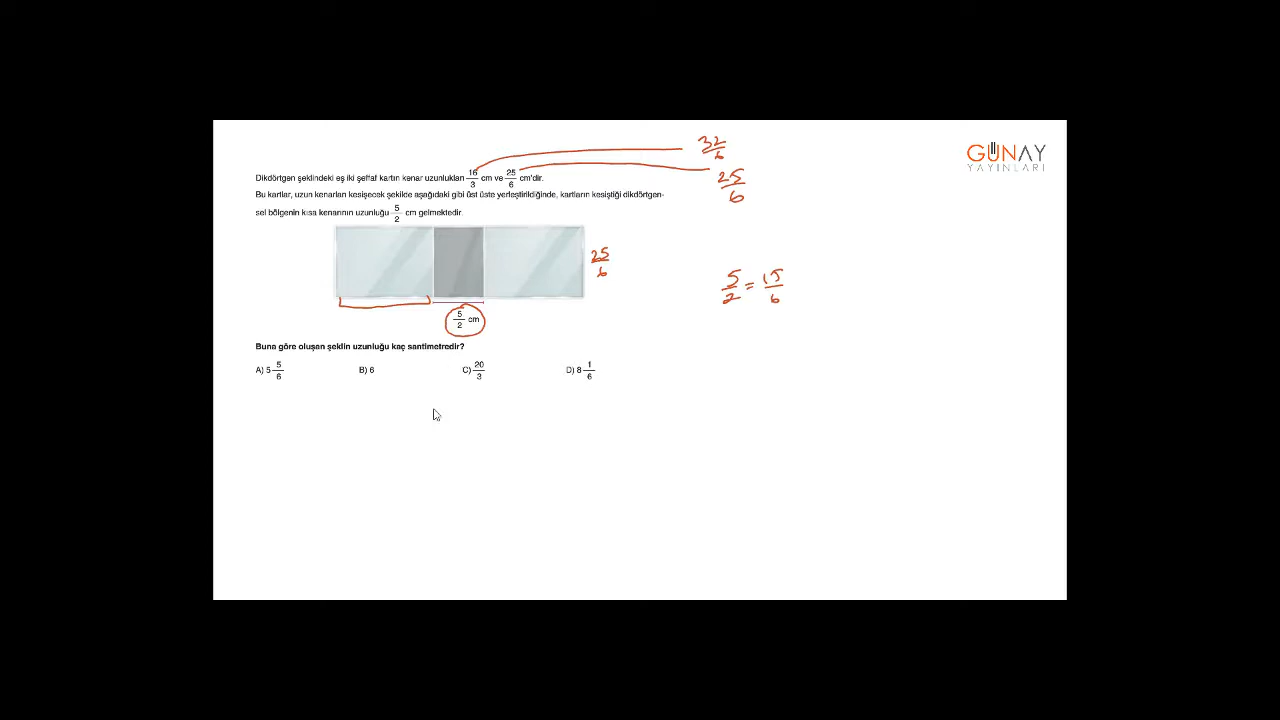 GÜNAY
YAYINLARI
32/6
25/6
Dikdörtgen şeklindeki eş iki şeffaf kartın kenar uzunlukları 16/3 cm ve 25/6 cm'dir.
Bu kartlar, uzun kenarları kesişecek şekilde aşağıdaki gibi üst üste yerleştirildiğinde, kartların kesiştiği dikdörtgen-
sel bölgenin kısa kenarının uzunluğu 5/2 cm gelmektedir.
25/6
5/2 = 15/6
5/2 cm
Buna göre oluşan şeklin uzunluğu kaç santimetredir?
A) 5 5/6 B) 6 C) 20/3 D) 8 1/6